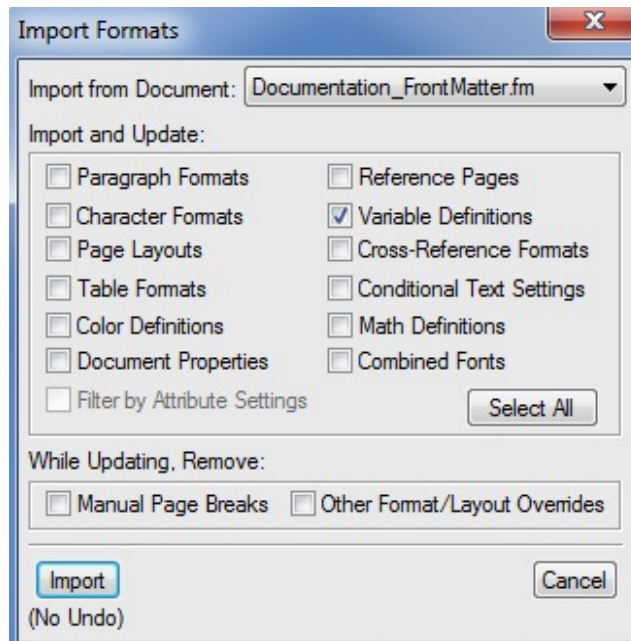 Import Formats
Import from Document: Documentation_FrontMatter.fm
Import and Update:
Paragraph Formats
Reference Pages
Character Formats
Variable Definitions
Page Layouts
Cross-Reference Formats
Table Formats
Conditional Text Settings
Color Definitions
Math Definitions
Document Properties
Combined Fonts
Filter by Attribute Settings
Select All
While Updating, Remove:
Manual Page Breaks
Other Format/Layout Overrides
Import
Cancel
(No Undo)